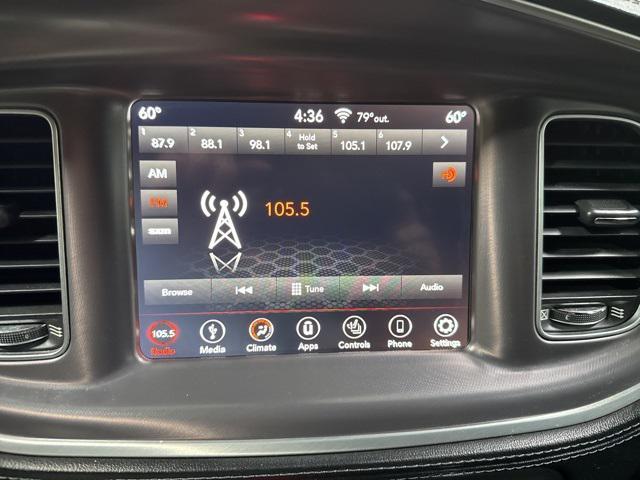 60° 4:36 79° out. 60°
1 87.9 2 88.1 3 98.1 4 Hold to Set 5 105.1 6 107.9
AM
FM
105.5
sxm
Browse Tune Audio
105.5
Radio Media Climate Apps Controls Phone Settings